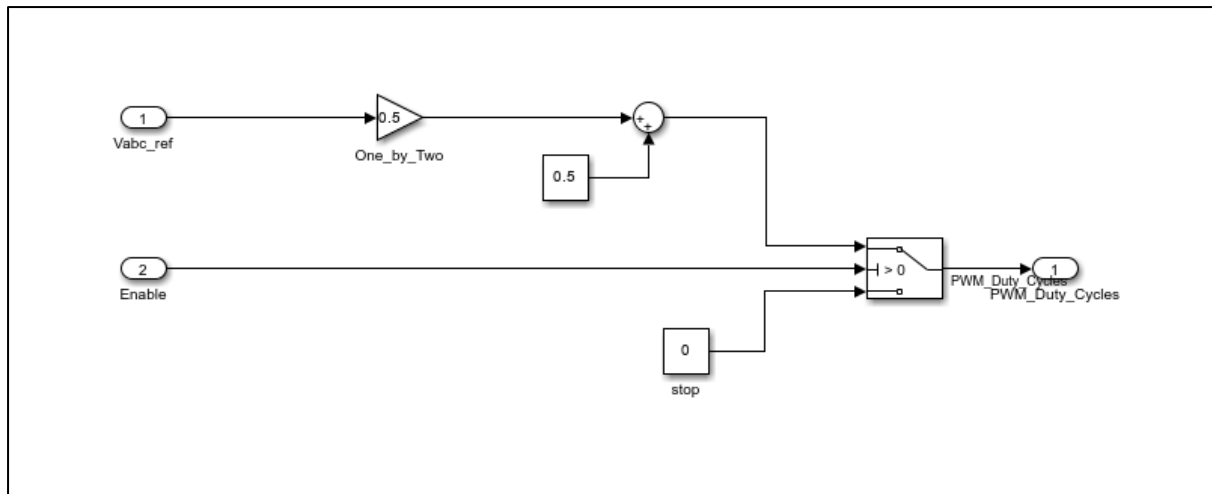 1
Vabc_ref
0.5
One_by_Two
+
+
0.5
2
Enable
> 0
PWM_Duty_Cycles
1
PWM_Duty_Cycles
0
stop